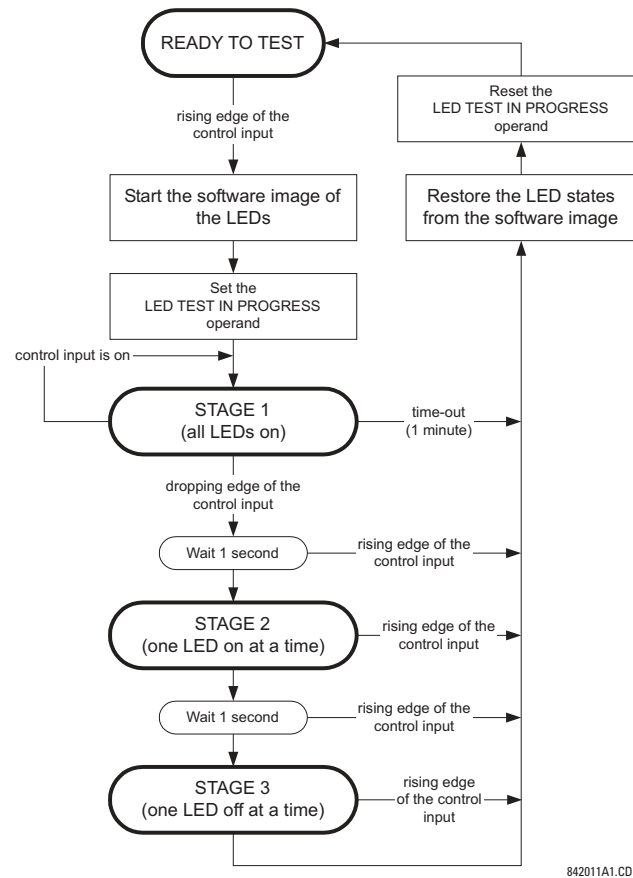 READY TO TEST
rising edge of the
control input
Start the software image of
the LEDs
Set the
LED TEST IN PROGRESS
operand
control input is on
STAGE 1
(all LEDs on)
time-out
(1 minute)
dropping edge of the
control input
Wait 1 second
rising edge of the
control input
STAGE 2
(one LED on at a time)
rising edge of the
control input
Wait 1 second
rising edge of the
control input
STAGE 3
(one LED off at a time)
rising edge
of the control
input
Restore the LED states
from the software image
Reset the
LED TEST IN PROGRESS
operand
842011A1.CD